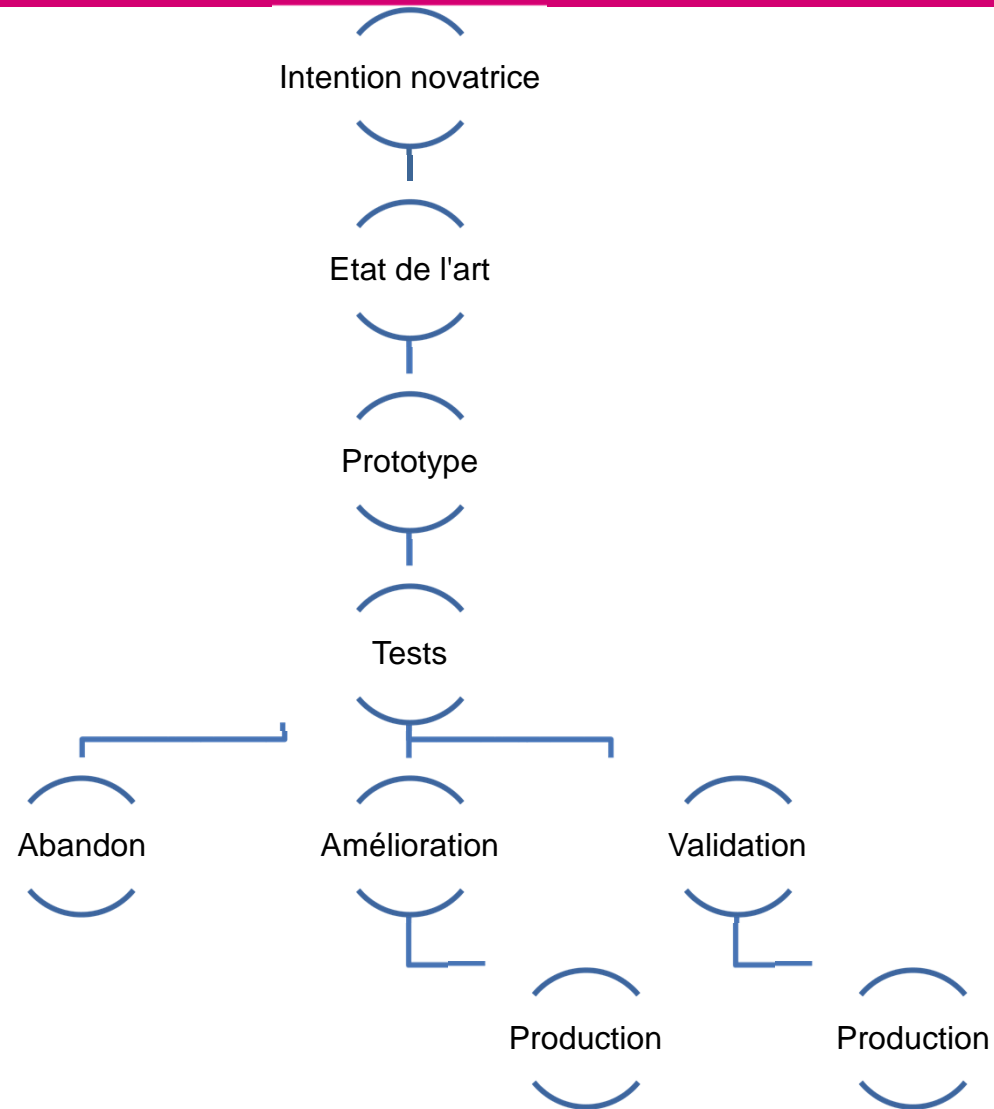 Intention novatrice
Etat de l'art
Prototype
Tests
Abandon
Amélioration
Validation
Production
Production